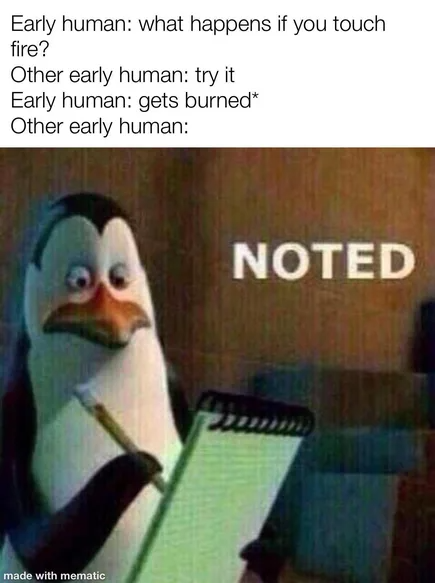 Early human: what happens if you touch
fire?
Other early human: try it
Early human: gets burned*
Other early human:
NOTED
made with mematic